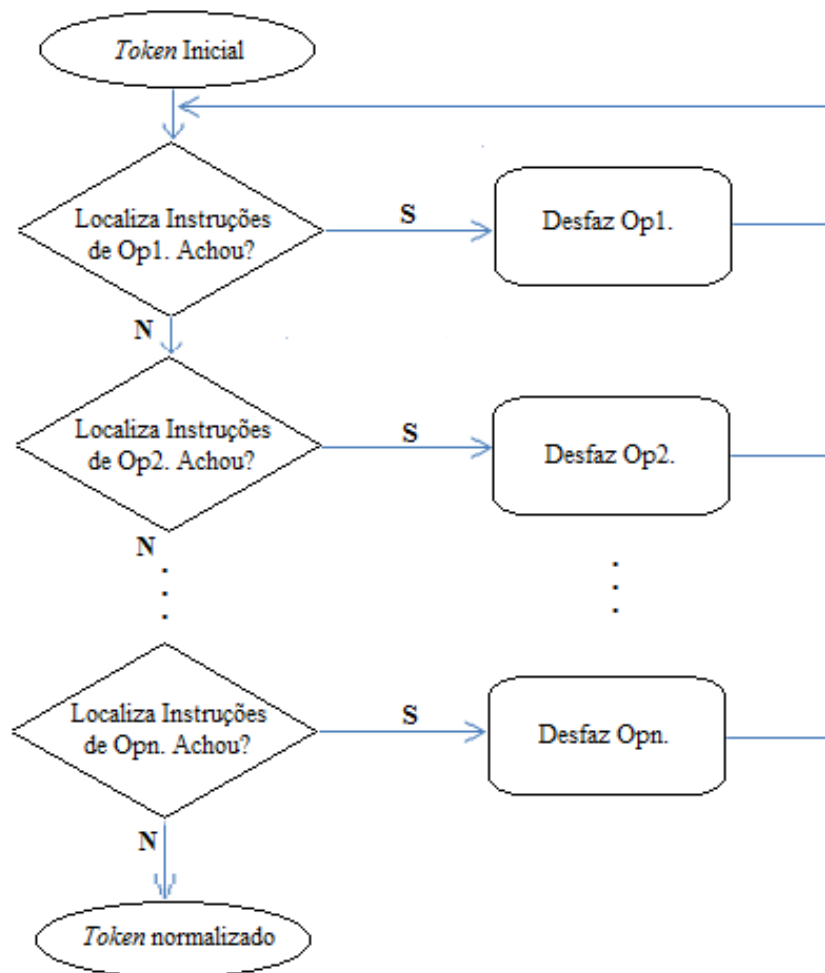 Token Inicial
Localiza Instruções
de Op1. Achou?
S
Desfaz Op1.
N
Localiza Instruções
de Op2. Achou?
S
Desfaz Op2.
N
Localiza Instruções
de Opn. Achou?
S
Desfaz Opn.
N
Token normalizado